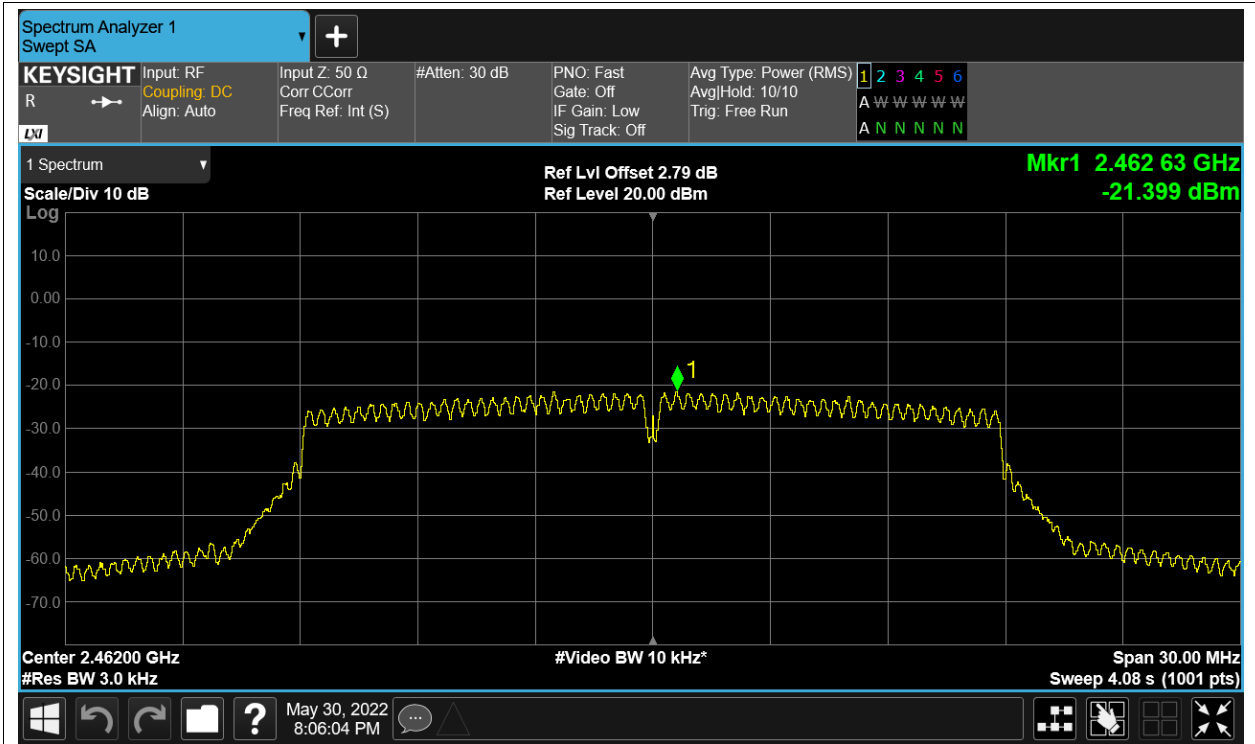 Spectrum Analyzer 1
Swept SA
KEYSIGHT
R
LXI
Input: RF
Coupling: DC
Align: Auto
Input Z: 50 Ω
Corr CCorr
Freq Ref: Int (S)
#Atten: 30 dB
PNO: Fast
Gate: Off
IF Gain: Low
Sig Track: Off
Avg Type: Power (RMS)
Avg|Hold: 10/10
Trig: Free Run
1 2 3 4 5 6
A W W W W W
A N N N N N
1 Spectrum
Scale/Div 10 dB
Log
Ref Lvl Offset 2.79 dB
Ref Level 20.00 dBm
Mkr1 2.462 63 GHz
-21.399 dBm
10.0
0.00
-10.0
-20.0
-30.0
-40.0
-50.0
-60.0
-70.0
1
Center 2.46200 GHz
#Res BW 3.0 kHz
#Video BW 10 kHz*
Span 30.00 MHz
Sweep 4.08 s (1001 pts)
?
May 30, 2022
8:06:04 PM